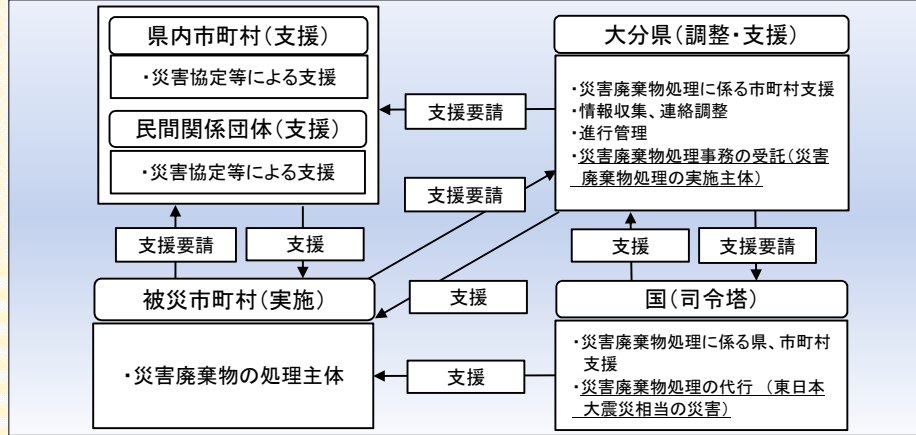 県内市町村(支援)
・災害協定等による支援
民間関係団体(支援)
・災害協定等による支援
支援要請
大分県(調整・支援)
・災害廃棄物処理に係る市町村支援
・情報収集、連絡調整
・進行管理
・災害廃棄物処理事務の受託(災害
廃棄物処理の実施主体)
支援要請
支援要請
支援
支援
支援要請
被災市町村(実施)
・災害廃棄物の処理主体
支援
国(司令塔)
・災害廃棄物処理に係る県、市町村
支援
・災害廃棄物処理の代行 (東日本
大震災相当の災害)
支援